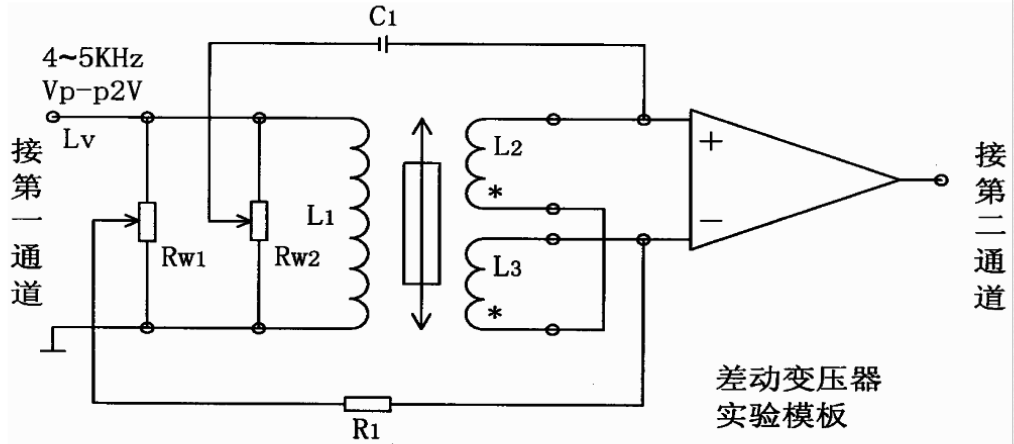 C1
4~5KHz
Vp-p2V
Lv
接第一通道
Rw1
Rw2
L1
L2
*
L3
*
+
−
接第二通道
R1
差动变压器
实验模板